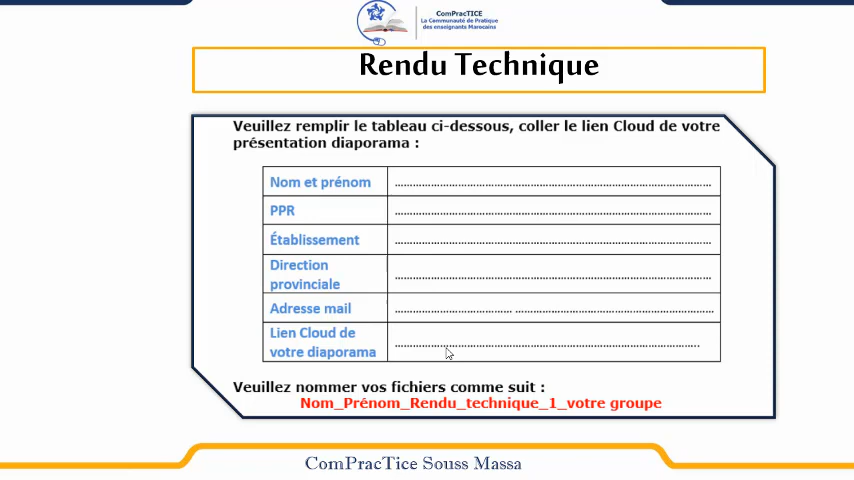 ComPracTICE
La Communauté de Pratique
des enseignants Marocains
Rendu Technique
Veuillez remplir le tableau ci-dessous, coller le lien Cloud de votre
présentation diaporama :
Nom et prénom
PPR
Établissement
Direction
provinciale
Adresse mail
Lien Cloud de
votre diaporama
Veuillez nommer vos fichiers comme suit :
Nom_Prénom_Rendu_technique_1_votre groupe
ComPracTice Souss Massa